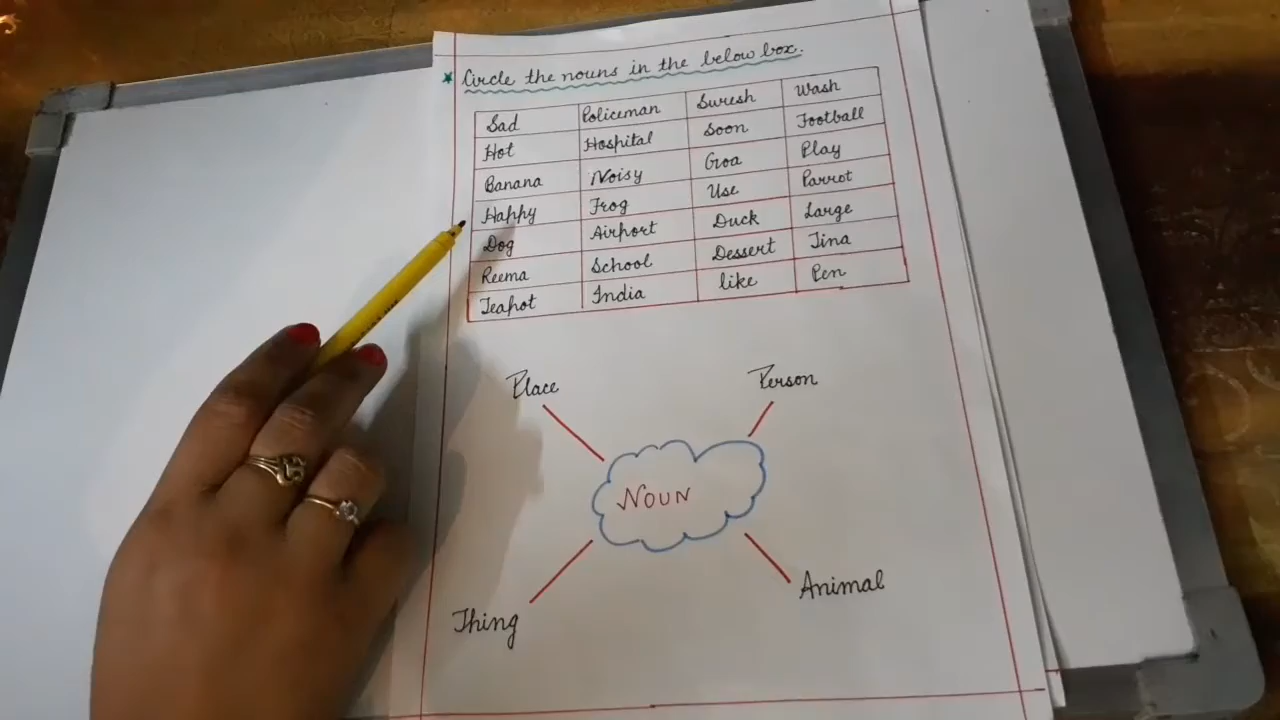 * Circle the nouns in the below box.
Sad Policeman Suresh Wash
Hot Hospital Soon Football
Banana Noisy Goa Play
Happy Frog Use Parrot
Dog Airport Duck Large
Reema School Dessert Tina
Teapot India like Pen
Place Person
NOUN
Thing Animal